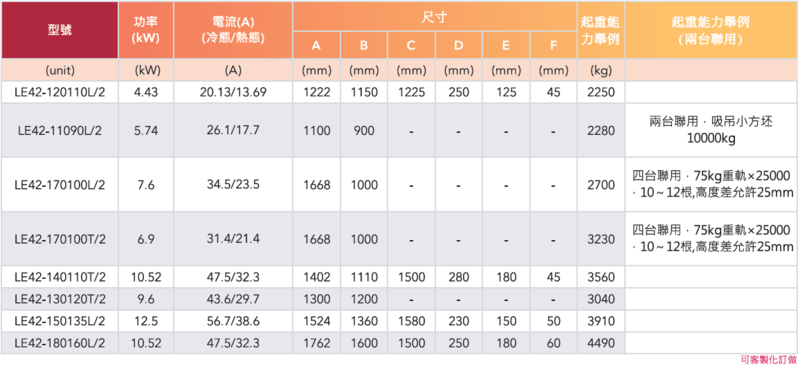 型號 功率(kW) 電流(A)(冷態/熱態) 尺寸 起重能力舉例 起重能力舉例(兩台聯用)
A B C D E F
(unit) (kW) (A) (mm) (mm) (mm) (mm) (mm) (mm) (kg)
LE42-120110L/2 4.43 20.13/13.69 1222 1150 1225 250 125 45 2250
LE42-11090L/2 5.74 26.1/17.7 1100 900 - - - - 2280 兩台聯用，吸吊小方坯
10000kg
LE42-170100L/2 7.6 34.5/23.5 1668 1000 - - - - 2700 四台聯用，75kg重軌×25000
，10～12根,高度差允許25mm
LE42-170100T/2 6.9 31.4/21.4 1668 1000 - - - - 3230 四台聯用，75kg重軌×25000
，10～12根,高度差允許25mm
LE42-140110T/2 10.52 47.5/32.3 1402 1110 1500 280 180 45 3560
LE42-130120T/2 9.6 43.6/29.7 1300 1200 - - - - 3040
LE42-150135L/2 12.5 56.7/38.6 1524 1360 1580 230 150 50 3910
LE42-180160L/2 10.52 47.5/32.3 1762 1600 1500 250 180 60 4490
可客製化訂做